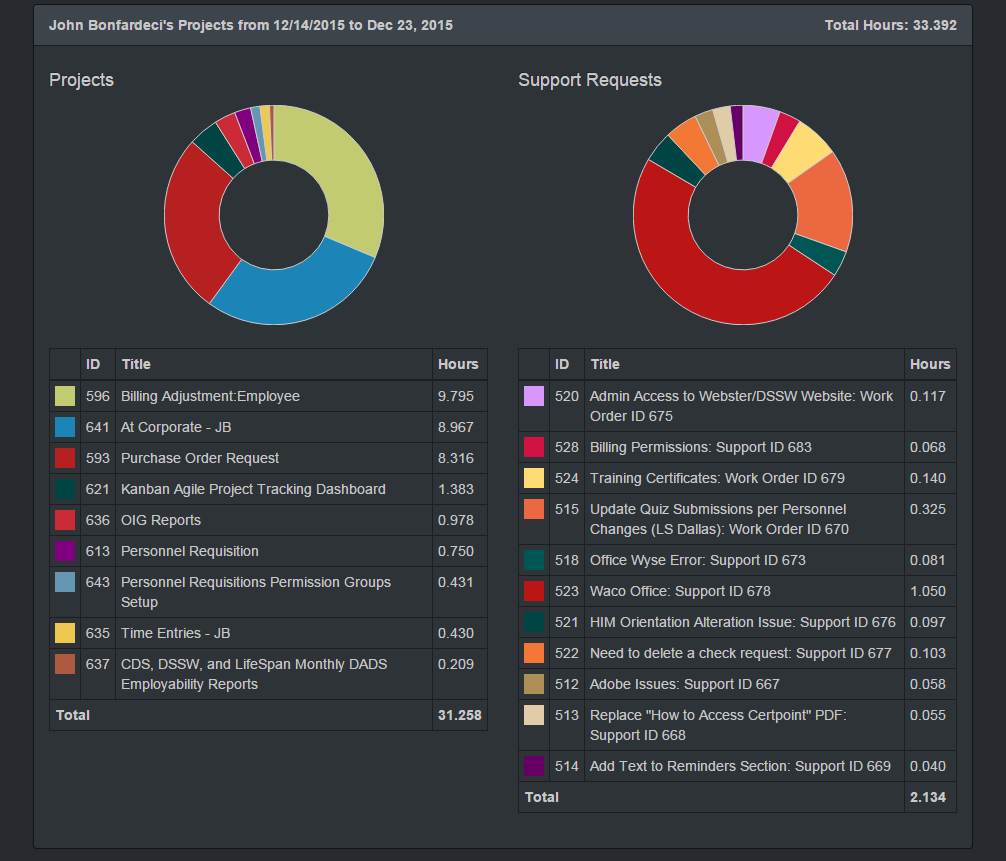 John Bonfardeci's Projects from 12/14/2015 to Dec 23, 2015 Total Hours: 33.392
Projects
ID Title Hours
596 Billing Adjustment:Employee 9.795
641 At Corporate - JB 8.967
593 Purchase Order Request 8.316
621 Kanban Agile Project Tracking Dashboard 1.383
636 OIG Reports 0.978
613 Personnel Requisition 0.750
643 Personnel Requisitions Permission Groups 0.431
Setup
635 Time Entries - JB 0.430
637 CDS, DSSW, and LifeSpan Monthly DADS 0.209
Employability Reports
Total 31.258
Support Requests
ID Title Hours
520 Admin Access to Webster/DSSW Website: Work 0.117
Order ID 675
528 Billing Permissions: Support ID 683 0.068
524 Training Certificates: Work Order ID 679 0.140
515 Update Quiz Submissions per Personnel 0.325
Changes (LS Dallas): Work Order ID 670
518 Office Wyse Error: Support ID 673 0.081
523 Waco Office: Support ID 678 1.050
521 HIM Orientation Alteration Issue: Support ID 676 0.097
522 Need to delete a check request: Support ID 677 0.103
512 Adobe Issues: Support ID 667 0.058
513 Replace "How to Access Certpoint" PDF: 0.055
Support ID 668
514 Add Text to Reminders Section: Support ID 669 0.040
Total 2.134